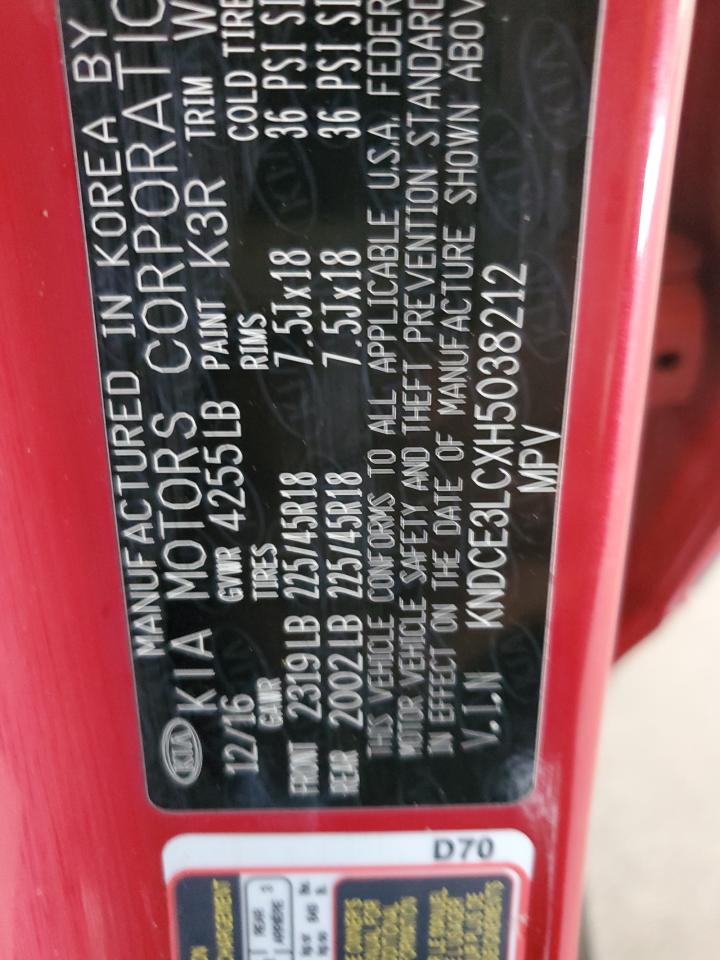 MANUFACTURED IN KOREA BY
KIA KIA MOTORS CORPORATIO
12/16 GVWR 4255LB PAINT K3R TRIM W
GAWR TIRES RIMS COLD TIRE
FRONT 2319LB 225/45R18 7.5Jx18 36 PSI
REAR 2002LB 225/45R18 7.5Jx18 36 PSI
THIS VEHICLE CONFORMS TO ALL APPLICABLE U.S.A. FEDER
MOTOR VEHICLE SAFETY AND THEFT PREVENTION STANDARD
IN EFFECT ON THE DATE OF MANUFACTURE SHOWN ABOV
V.I.N KNDCE3LCXH5038212
MPV
D70
REAR
ARRIÈRE